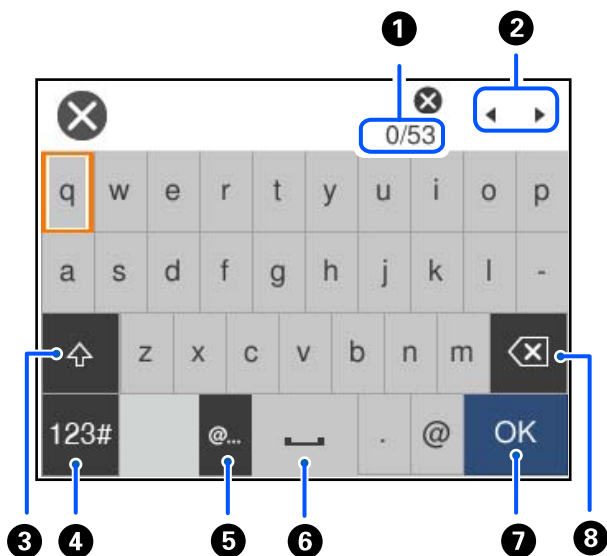 1 2
0/53
q w e r t y u i o p
a s d f g h j k l -
z x c v b n m
123# @... . @ OK
3 4 5 6 7 8